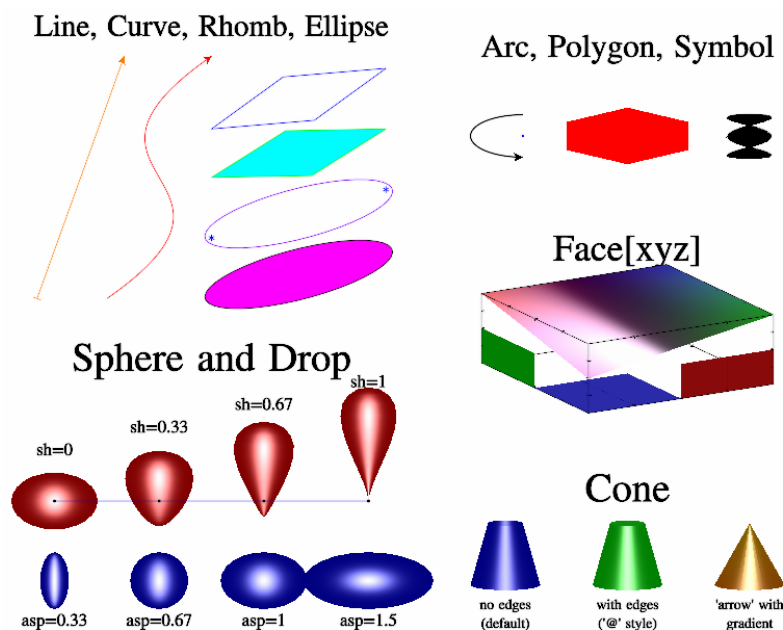 Line, Curve, Rhomb, Ellipse
Arc, Polygon, Symbol
*
*
Face[xyz]
Sphere and Drop
sh=0
sh=0.33
sh=0.67
sh=1
asp=0.33
asp=0.67
asp=1
asp=1.5
Cone
no edges
(default)
with edges
('@' style)
'arrow' with
gradient